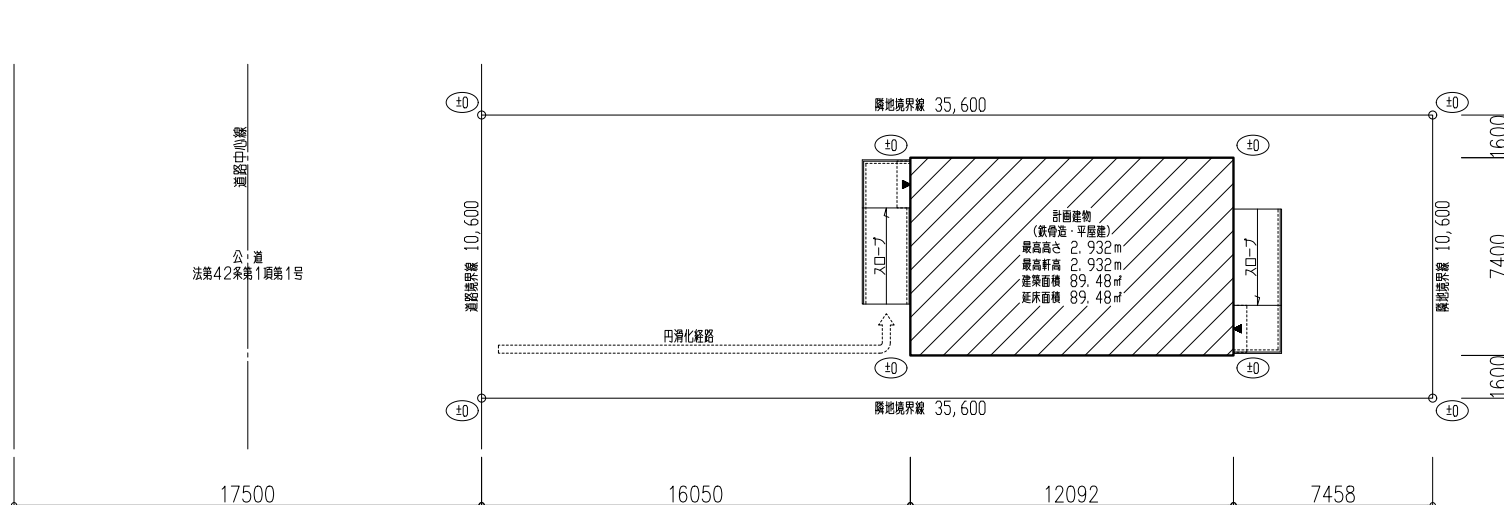 ±0
隣地境界線 35,600
±0
±0
±0
1600
道路中心線
道路境界線 10,600
計画建物
(鉄骨造・平屋建)
最高高さ 2.932m
最高軒高 2.932m
建築面積 89.48㎡
延床面積 89.48㎡
スロープ
スロープ
隣地境界線 10,600
7400
公 道
法第42条第1項第1号
円滑化経路
±0
±0
1600
±0
隣地境界線 35,600
±0
17500
16050
12092
7458